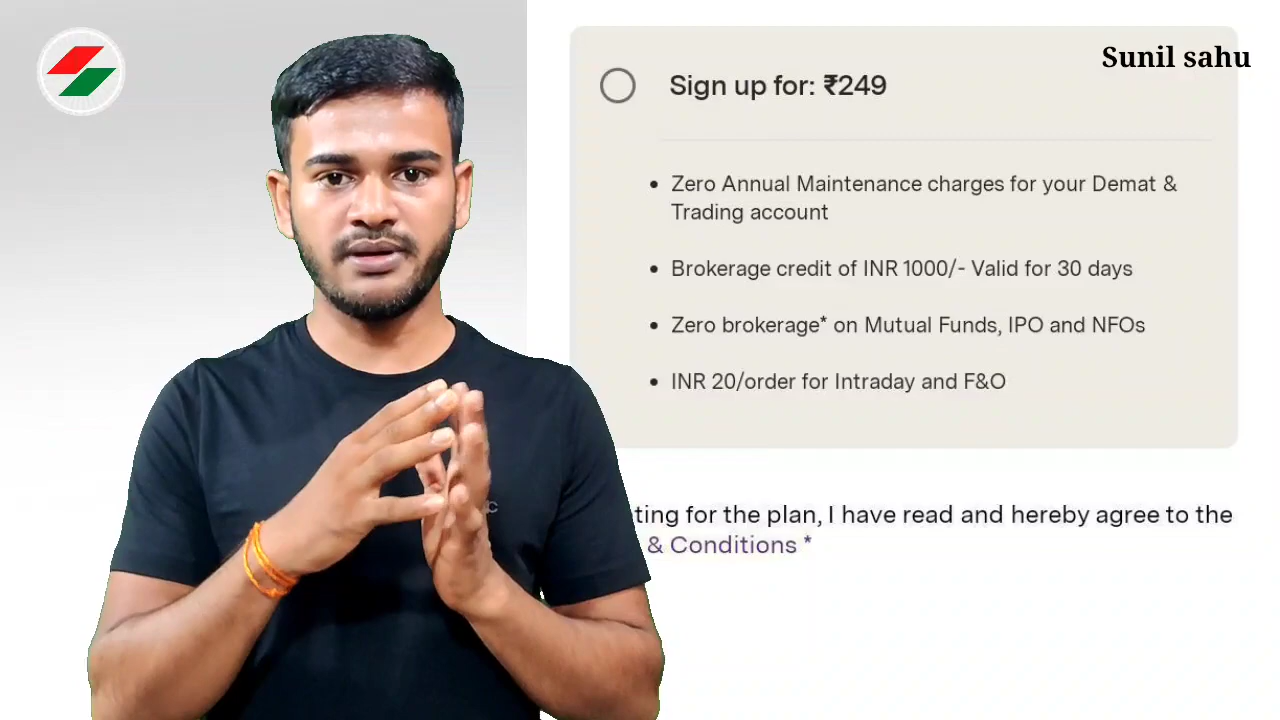 Sunil sahu
Sign up for: ₹249
Zero Annual Maintenance charges for your Demat &
Trading account
Brokerage credit of INR 1000/- Valid for 30 days
Zero brokerage* on Mutual Funds, IPO and NFOs
INR 20/order for Intraday and F&O
ting for the plan, I have read and hereby agree to the
& Conditions *